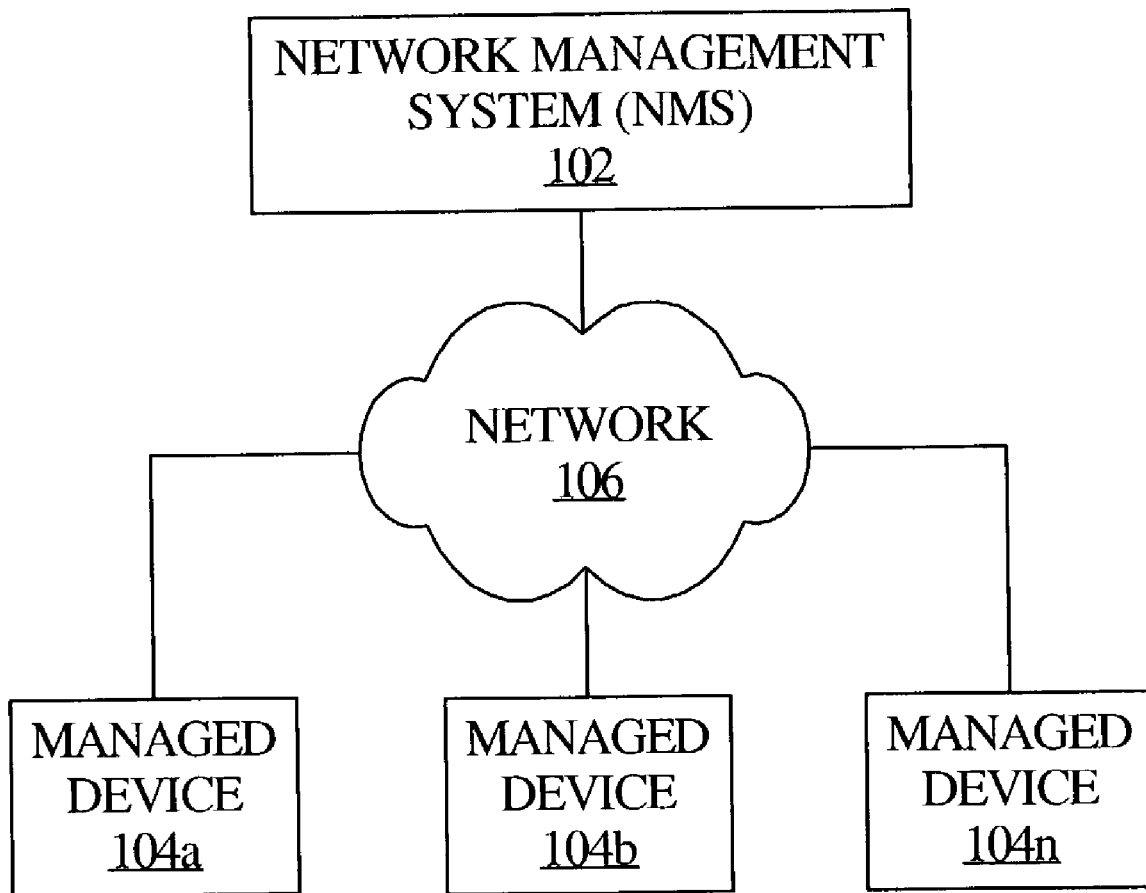 NETWORK MANAGEMENT
SYSTEM (NMS)
102
NETWORK
106
MANAGED
DEVICE
104a
MANAGED
DEVICE
104b
MANAGED
DEVICE
104n